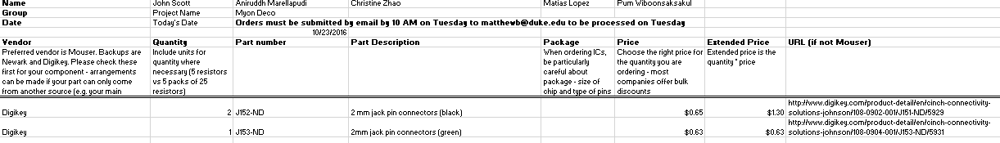 Name John Scott Aniruddh Marellapudi Christine Zhao Matias Lopez Pum Wiboonsaksakul
Group Project Name Myon Deco
Date Today's Date Orders must be submitted by email by 10 AM on Tuesday to matthewb@duke.edu to be processed on Tuesday
10/23/2016
Vendor Quantity Part number Part Description Package Price Extended Price URL (if not Mouser)
Preferred vendor is Mouser. Backups are Include units for When ordering ICs, Choose the right price for Extended price is the
Newark and Digikey. Please check these quantity where be particularly the quantity you are quantity * price
first for your component - arrangements necessary (5 resistors careful about ordering - most
can be made if your part can only come vs 5 packs of 25 package - size of companies offer bulk
from another source (e.g. your main resistors) chip and type of pins discounts
http://www.digikey.com/product-detail/en/cinch-connectivity-
Digikey 2 J152-ND 2 mm jack pin connectors (black) $0.65 $1.30 solutions-johnson/108-0902-001/J151-ND/5929
http://www.digikey.com/product-detail/en/cinch-connectivity-
Digikey 1 J153-ND 2mm jack pin connectors (green) $0.63 $0.63 solutions-johnson/108-0904-001/J153-ND/5931